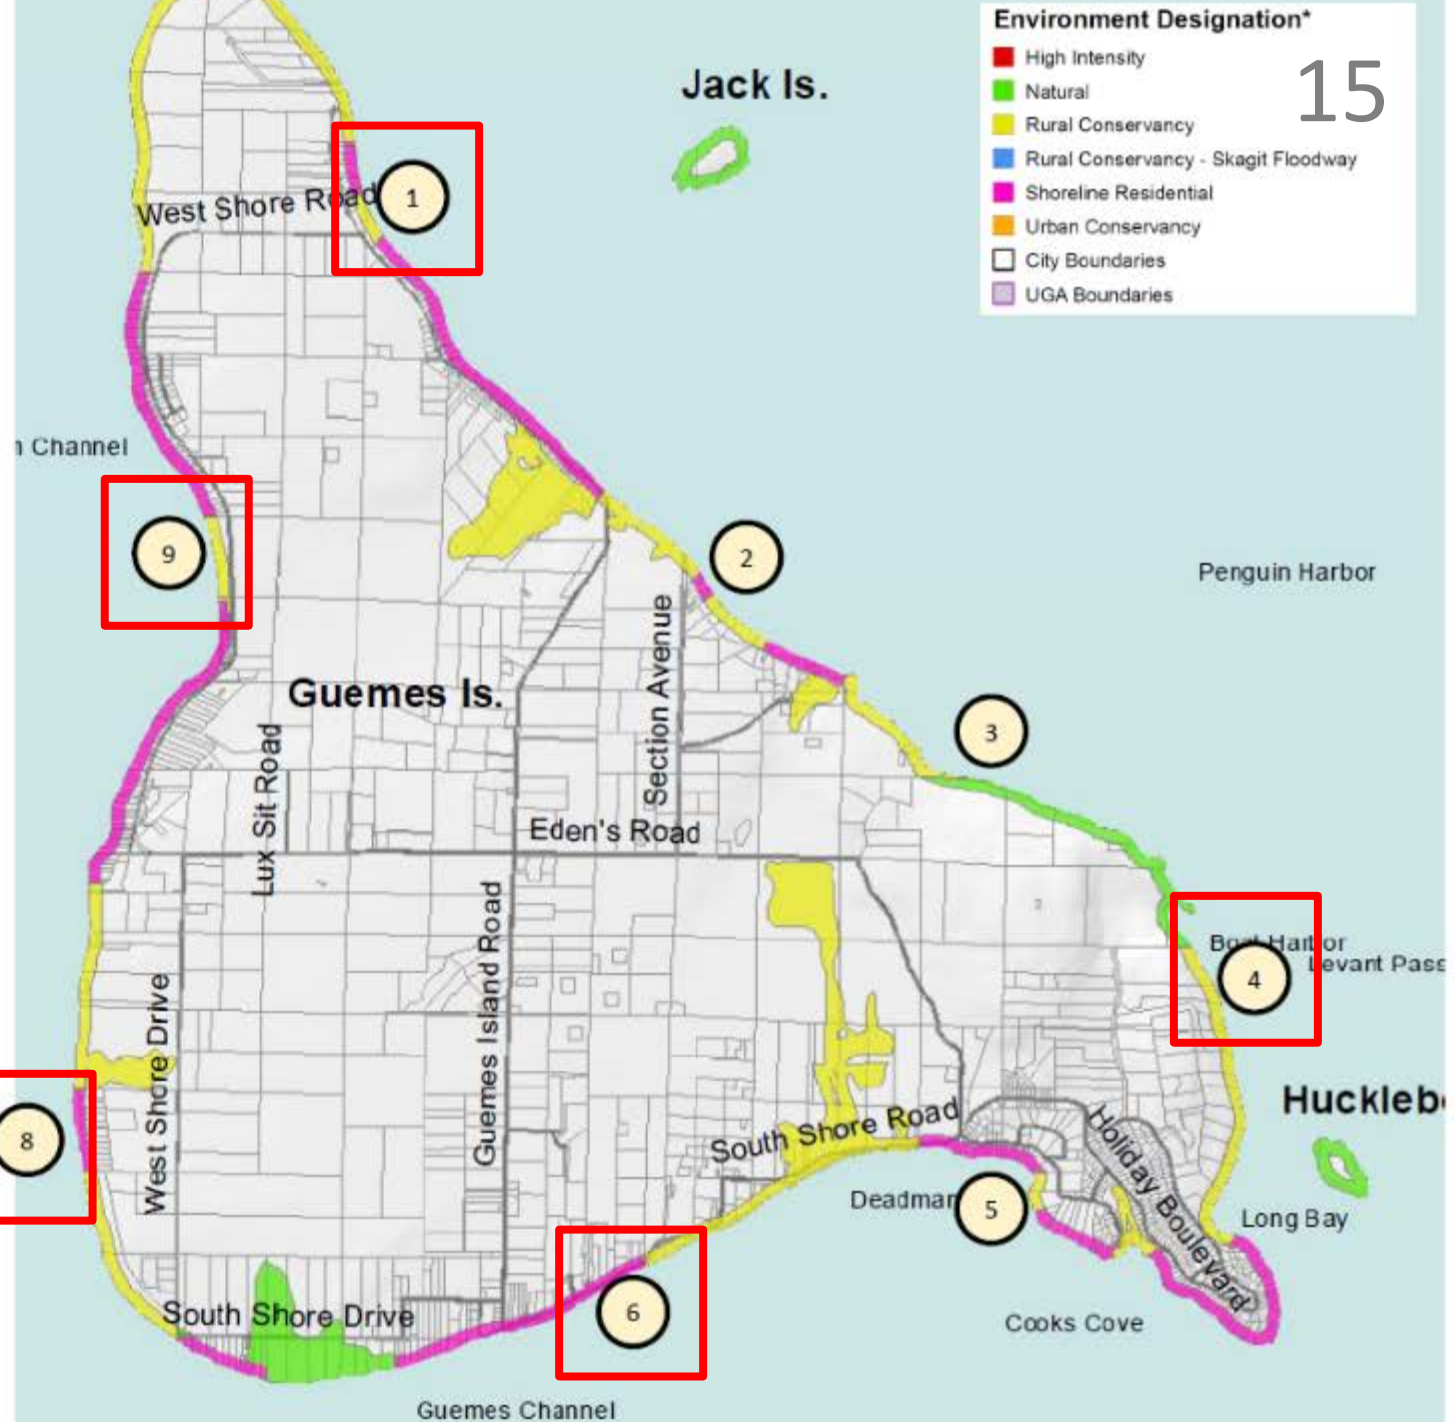 Environment Designation*
High Intensity
Natural
Rural Conservancy
Rural Conservancy - Skagit Floodway
Shoreline Residential
Urban Conservancy
City Boundaries
UGA Boundaries
15
Jack Is.
West Shore Road
1
n Channel
9
2
Penguin Harbor
Section Avenue
Guemes Is.
3
Lux Sit Road
Eden's Road
Guemes Island Road
Boat Harbor
Levant Pass
4
West Shore Drive
Huckleb
8
South Shore Road
Holiday Boulevard
Deadman
5
Long Bay
South Shore Drive
6
Cooks Cove
Guemes Channel